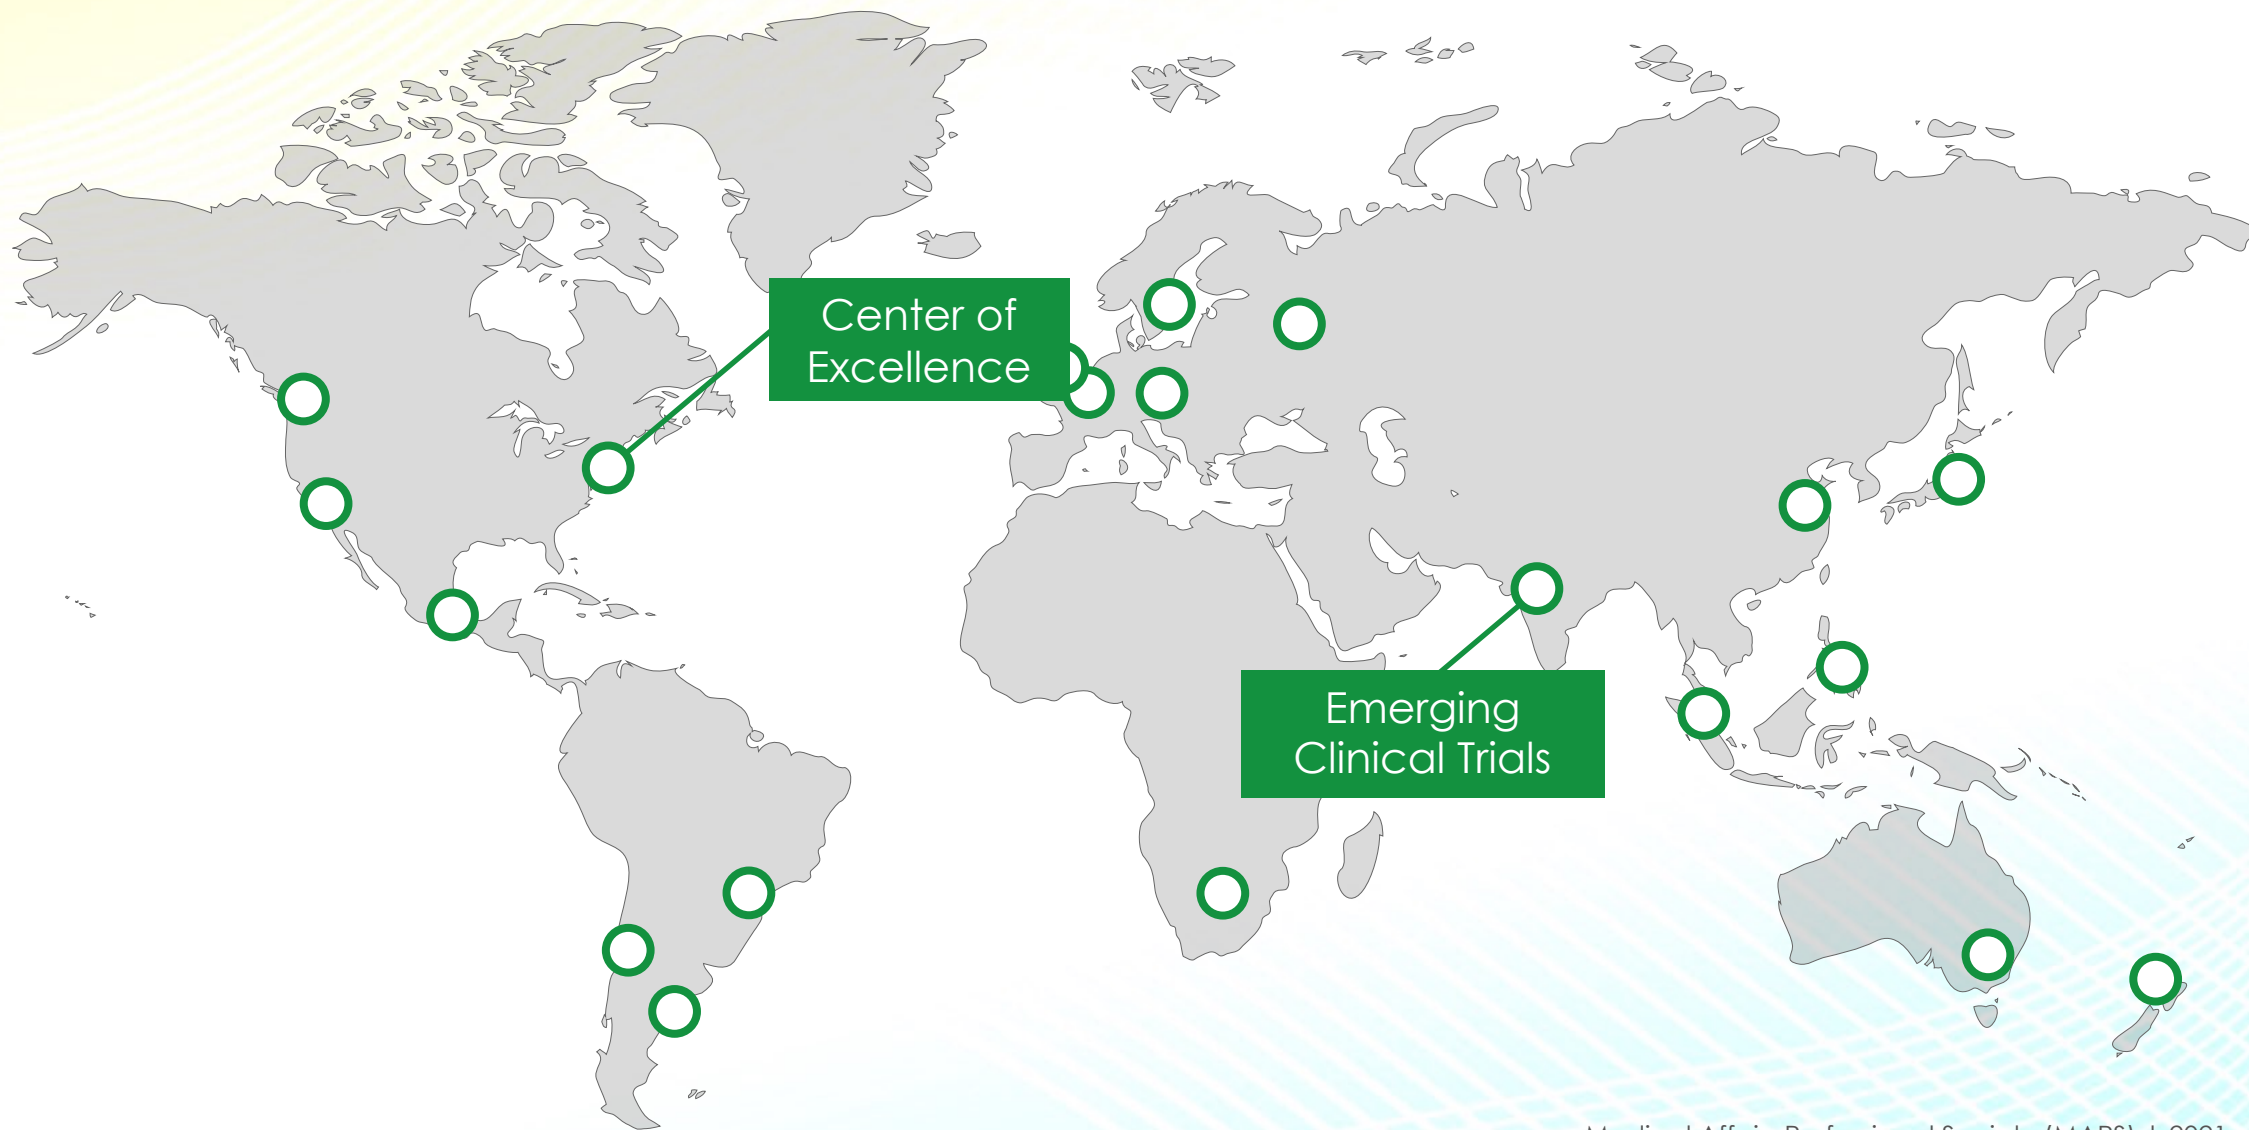 Center of
Excellence
Emerging
Clinical Trials